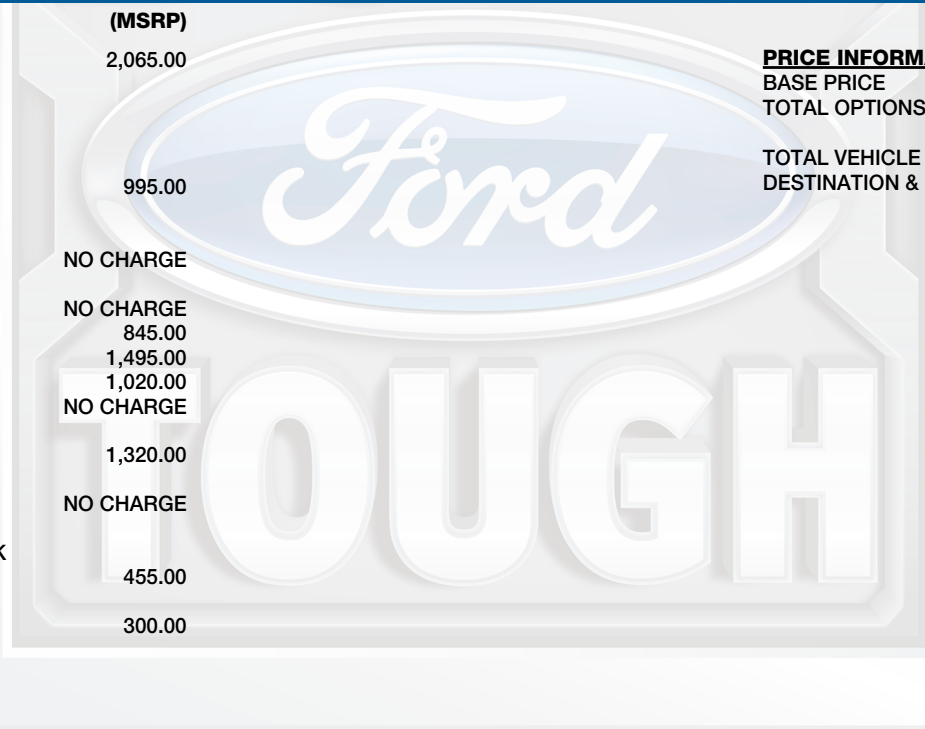 (MSRP)
2,065.00
995.00
NO CHARGE
NO CHARGE
845.00
1,495.00
1,020.00
NO CHARGE
1,320.00
NO CHARGE
K
455.00
300.00
PRICE INFORM
BASE PRICE
TOTAL OPTIONS
TOTAL VEHICLE
DESTINATION &
Ford
TOUGH